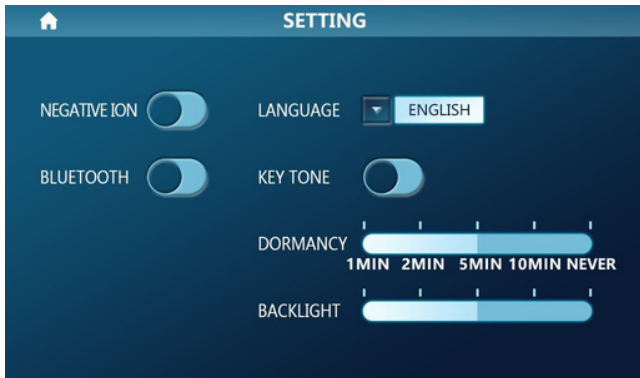 SETTING
NEGATIVE ION
LANGUAGE
ENGLISH
BLUETOOTH
KEY TONE
DORMANCY
1MIN 2MIN 5MIN 10MIN NEVER
BACKLIGHT